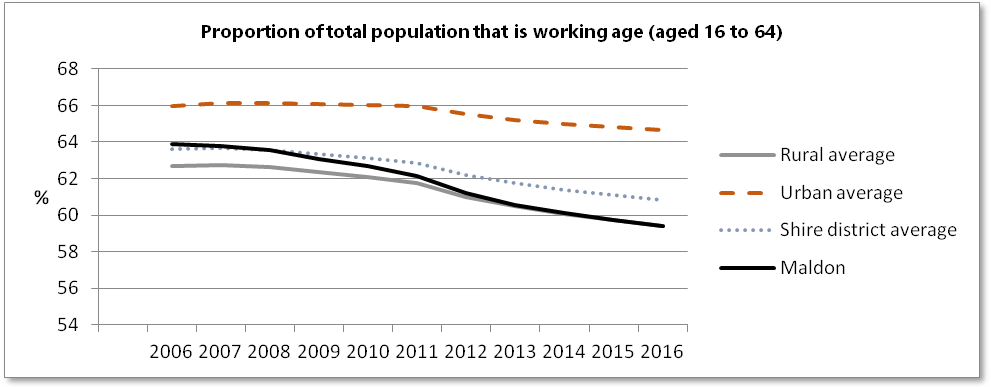 Proportion of total population that is working age (aged 16 to 64)
68
66
64
62
60
58
56
54
%
2006 2007 2008 2009 2010 2011 2012 2013 2014 2015 2016
Rural average
Urban average
Shire district average
Maldon